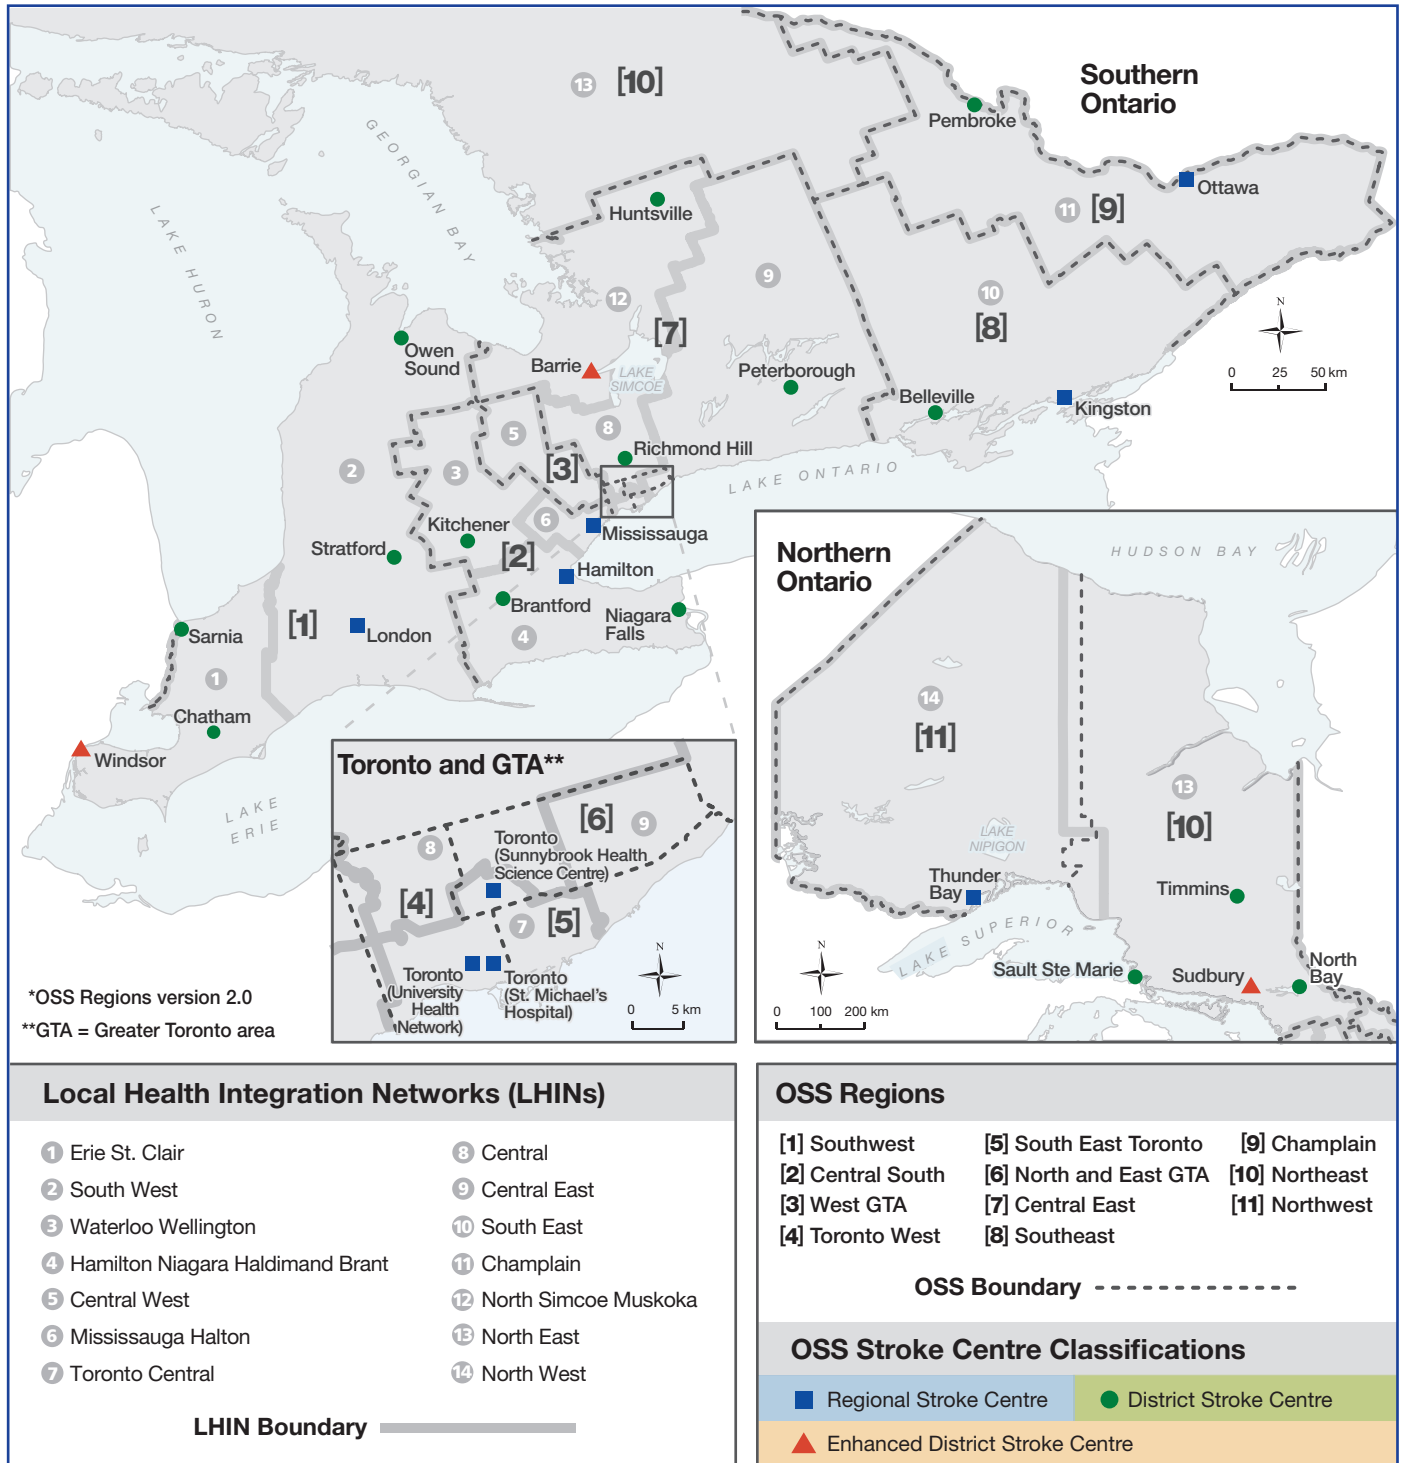 Southern
Ontario
13 [10]
Pembroke
GEORGIAN BAY
LAKE HURON
Ottawa
Huntsville
11 [9]
9
12
10
[8]
[7]
N
0 25 50 km
Owen
Sound
Barrie
LAKE
SIMCOE
Peterborough
Belleville
Kingston
5
8
Richmond Hill
2
3
[3]
LAKE ONTARIO
Kitchener
6
Mississauga
Stratford
[2]
Hamilton
Brantford
Niagara
Falls
[1]
London
4
Sarnia
1
Chatham
Windsor
LAKE
ERIE
Northern
Ontario
HUDSON BAY
14
[11]
13
[10]
LAKE
NIPIGON
Thunder
Bay
Timmins
LAKE SUPERIOR
Sault Ste Marie
Sudbury
North
Bay
N
0 100 200 km
Toronto and GTA**
[6] 9
8
Toronto
(Sunnybrook Health
Science Centre)
[4]
7 [5]
Toronto
(University
Health
Network)
Toronto
(St. Michael's
Hospital)
N
0 5 km
*OSS Regions version 2.0
**GTA = Greater Toronto area
Local Health Integration Networks (LHINs)
1 Erie St. Clair
2 South West
3 Waterloo Wellington
4 Hamilton Niagara Haldimand Brant
5 Central West
6 Mississauga Halton
7 Toronto Central
8 Central
9 Central East
10 South East
11 Champlain
12 North Simcoe Muskoka
13 North East
14 North West
LHIN Boundary
OSS Regions
[1] Southwest
[2] Central South
[3] West GTA
[4] Toronto West
[5] South East Toronto
[6] North and East GTA
[7] Central East
[8] Southeast
[9] Champlain
[10] Northeast
[11] Northwest
OSS Boundary
OSS Stroke Centre Classifications
Regional Stroke Centre
District Stroke Centre
Enhanced District Stroke Centre